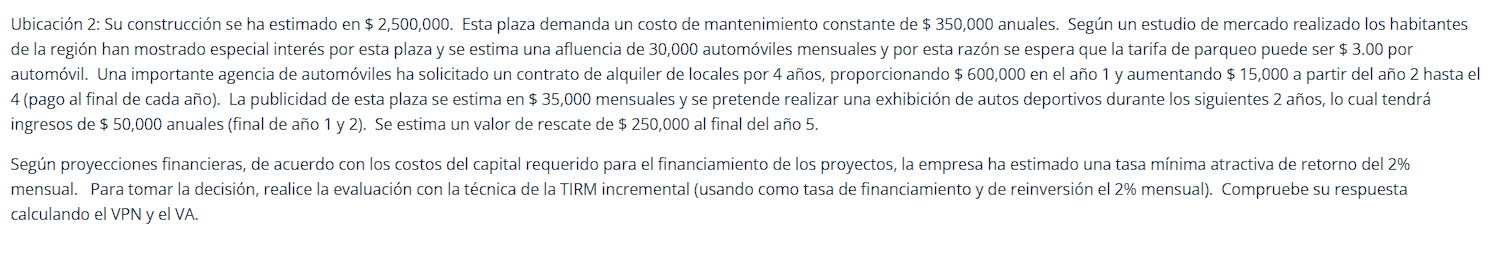 Ubicación 2: Su construcción se ha estimado en $ 2,500,000.  Esta plaza demanda un costo de mantenimiento constante de $ 350,000 anuales.  Según un estudio de mercado realizado los habitantes
de la región han mostrado especial interés por esta plaza y se estima una afluencia de 30,000 automóviles mensuales y por esta razón se espera que la tarifa de parqueo puede ser $ 3.00 por
automóvil.  Una importante agencia de automóviles ha solicitado un contrato de alquiler de locales por 4 años, proporcionando $ 600,000 en el año 1 y aumentando $ 15,000 a partir del año 2 hasta el
4 (pago al final de cada año).  La publicidad de esta plaza se estima en $ 35,000 mensuales y se pretende realizar una exhibición de autos deportivos durante los siguientes 2 años, lo cual tendrá
ingresos de $ 50,000 anuales (final de año 1 y 2).  Se estima un valor de rescate de $ 250,000 al final del año 5.
Según proyecciones financieras, de acuerdo con los costos del capital requerido para el financiamiento de los proyectos, la empresa ha estimado una tasa mínima atractiva de retorno del 2%
mensual.   Para tomar la decisión, realice la evaluación con la técnica de la TIRM incremental (usando como tasa de financiamiento y de reinversión el 2% mensual).  Compruebe su respuesta
calculando el VPN y el VA.